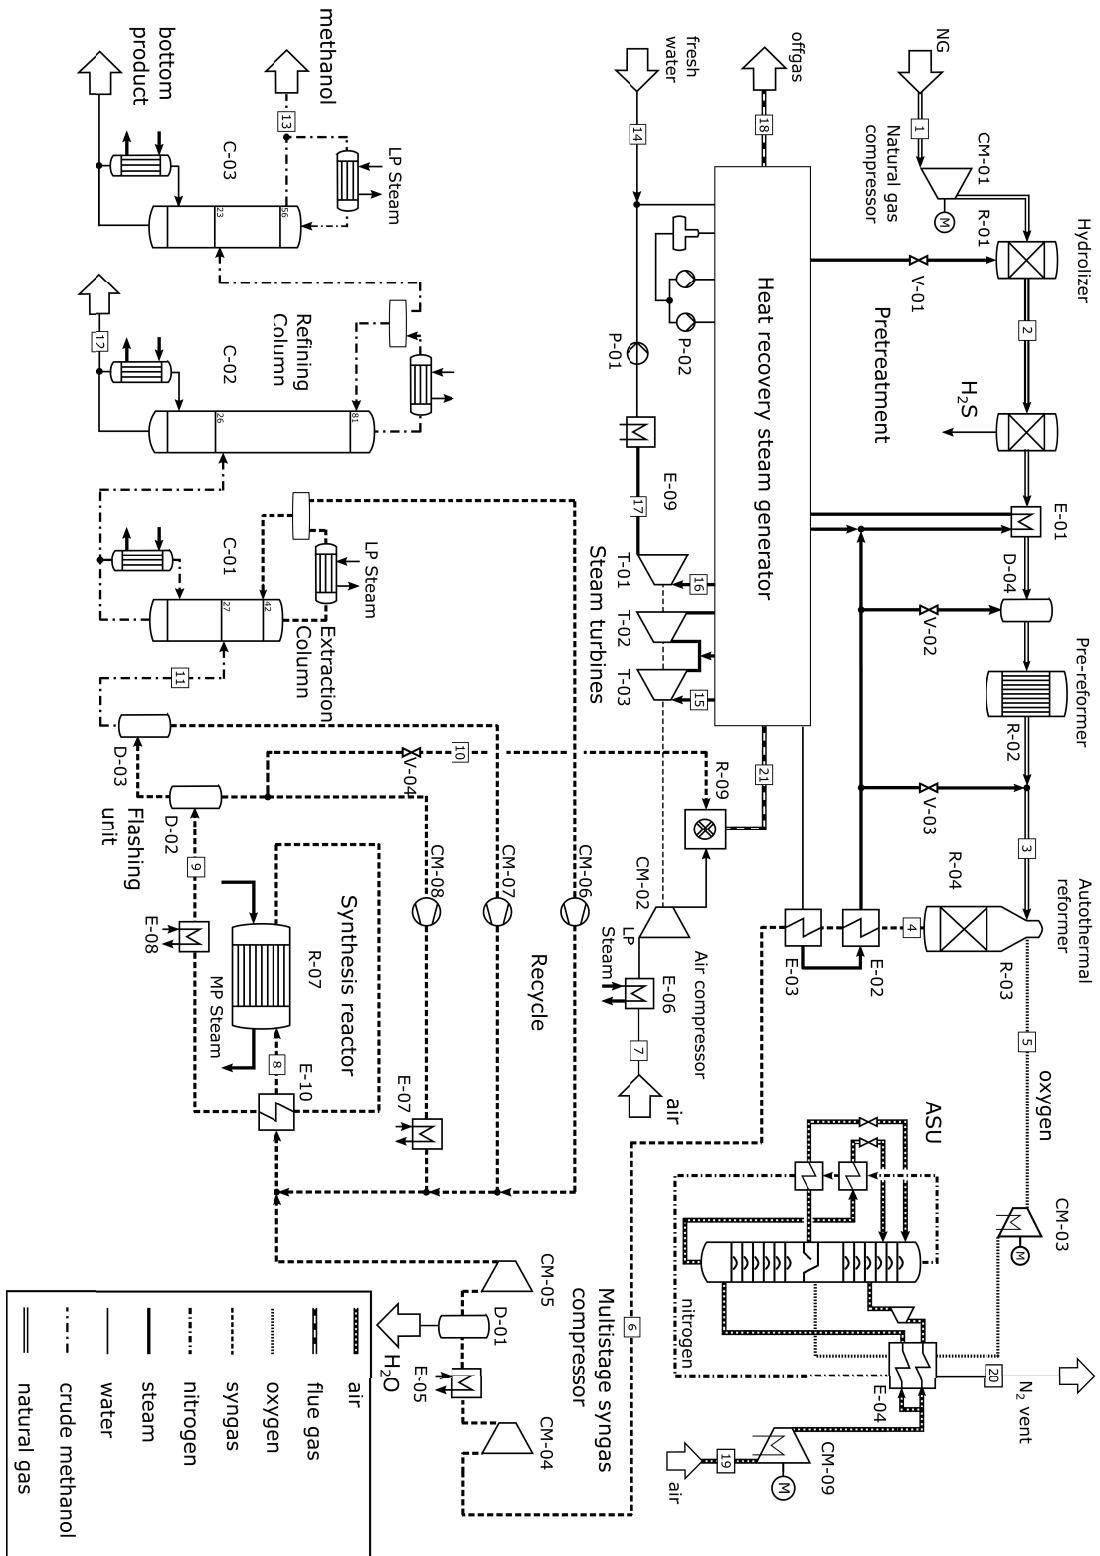 NG
1
CM-01
Natural gas
compressor
M
R-01
Hydrolizer
V-01
Pretreatment
2
H2S
E-01
D-04
V-02
Pre-reformer
R-02
V-03
3
Autothermal
reformer
R-04
R-03
4
E-02
E-03
5
oxygen
CM-03
M
ASU
nitrogen
E-04
20
N2 vent
CM-09
M
19
air
offgas
18
Heat recovery steam generator
21
R-09
fresh
water
14
P-01
P-02
E-09
17
T-01
16
T-02
T-03
15
Steam turbines
CM-02
Air compressor
LP
Steam
E-06
7
air
6
Multistage syngas
compressor
CM-04
E-05
D-01
H2O
CM-05
Recycle
CM-06
CM-07
CM-08
E-07
10
V-04
Synthesis reactor
R-07
MP Steam
8
E-10
E-08
9
D-02
D-03
Flashing
unit
11
Extraction
Column
C-01
42
27
LP Steam
Refining
Column
C-02
81
26
12
C-03
56
23
LP Steam
13
methanol
bottom
product
air
flue gas
oxygen
syngas
nitrogen
steam
water
crude methanol
natural gas